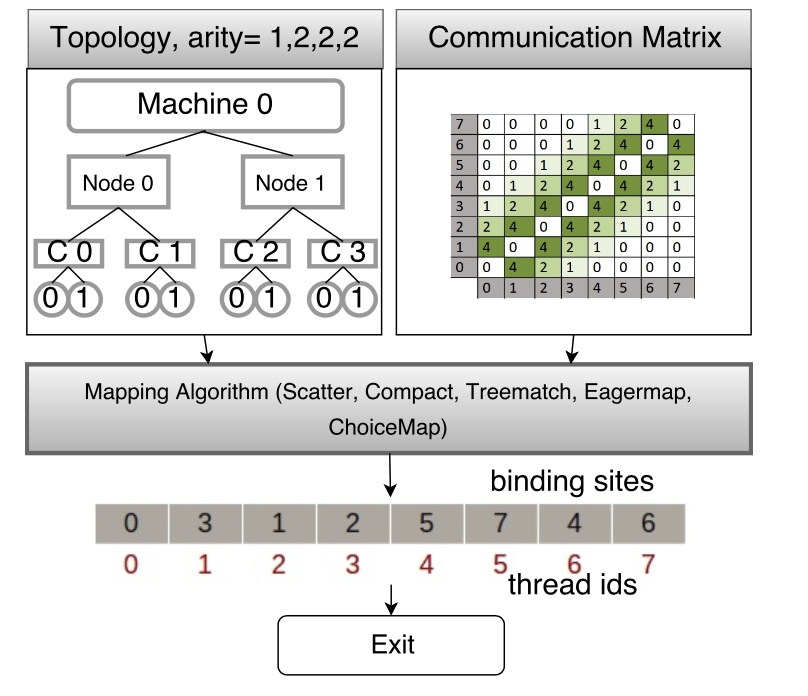 Topology, arity= 1,2,2,2
Machine 0
Node 0 Node 1
C 0 C 1 C 2 C 3
0 1 0 1 0 1 0 1
Communication Matrix
7 0 0 0 0 1 2 4 0
6 0 0 0 1 2 4 0 4
5 0 0 1 2 4 0 4 2
4 0 1 2 4 0 4 2 1
3 1 2 4 0 4 2 1 0
2 2 4 0 4 2 1 0 0
1 4 0 4 2 1 0 0 0
0 0 4 2 1 0 0 0 0
0 1 2 3 4 5 6 7
Mapping Algorithm (Scatter, Compact, Treematch, Eagermap,
ChoiceMap)
binding sites
0 3 1 2 5 7 4 6
0 1 2 3 4 5 6 7
thread ids
Exit